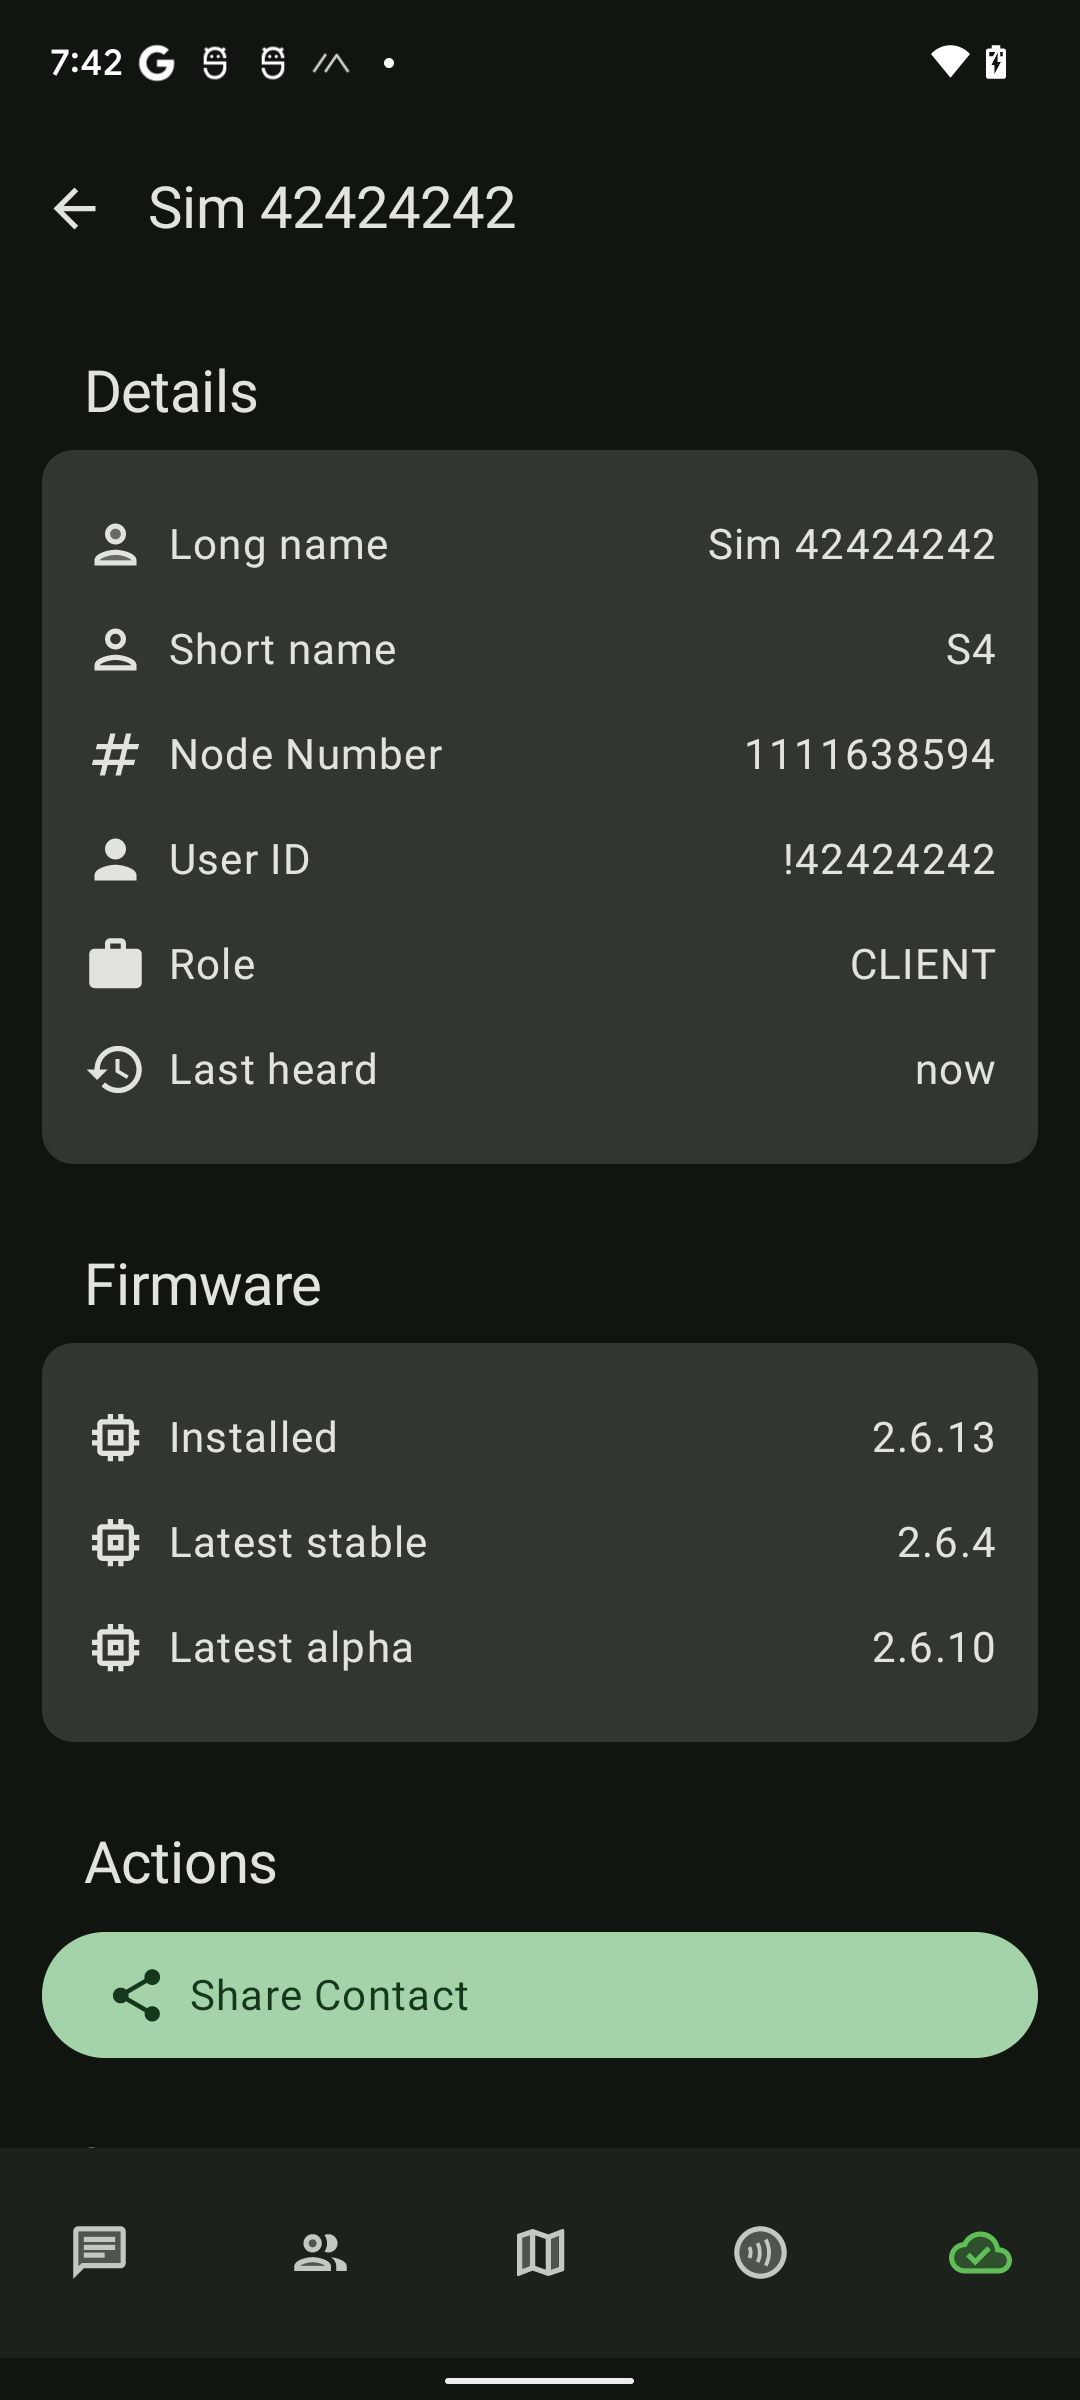 7:42
Sim 42424242
Details
Long name Sim 42424242
Short name S4
Node Number 1111638594
User ID !42424242
Role CLIENT
Last heard now
Firmware
Installed 2.6.13
Latest stable 2.6.4
Latest alpha 2.6.10
Actions
Share Contact